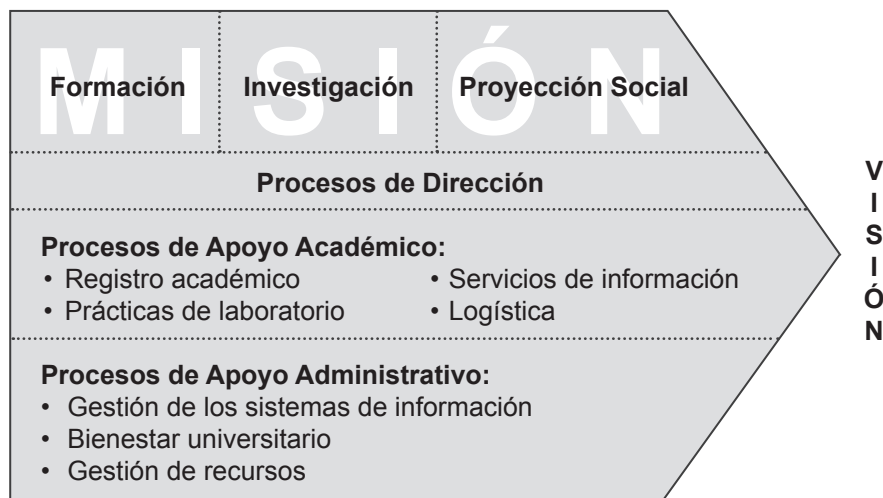 MISIÓN
Formación
Investigación
Proyección Social
Procesos de Dirección
Procesos de Apoyo Académico:
• Registro académico
• Servicios de información
• Prácticas de laboratorio
• Logística
Procesos de Apoyo Administrativo:
• Gestión de los sistemas de información
• Bienestar universitario
• Gestión de recursos
VISIÓN